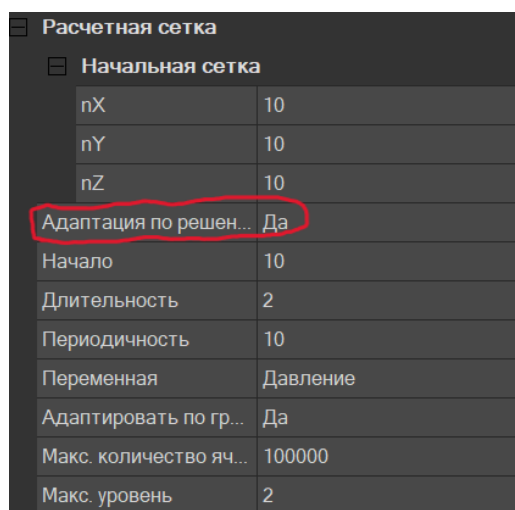 Расчетная сетка
Начальная сетка
nX 10
nY 10
nZ 10
Адаптация по решен... Да
Начало 10
Длительность 2
Периодичность 10
Переменная Давление
Адаптировать по гр... Да
Макс. количество яч... 100000
Макс. уровень 2